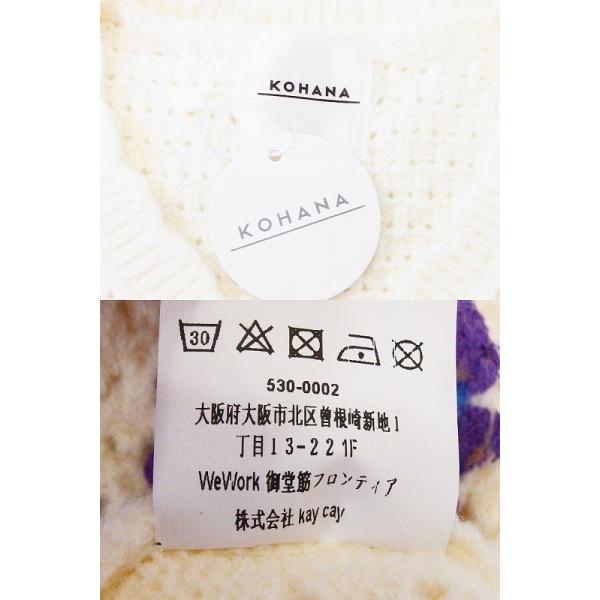 KOHANA
KOHANA
30
530-0002
大阪府大阪市北区曽根崎新地1
丁目13-22 1F
WeWork 御堂筋フロンティア
株式会社 kay cay